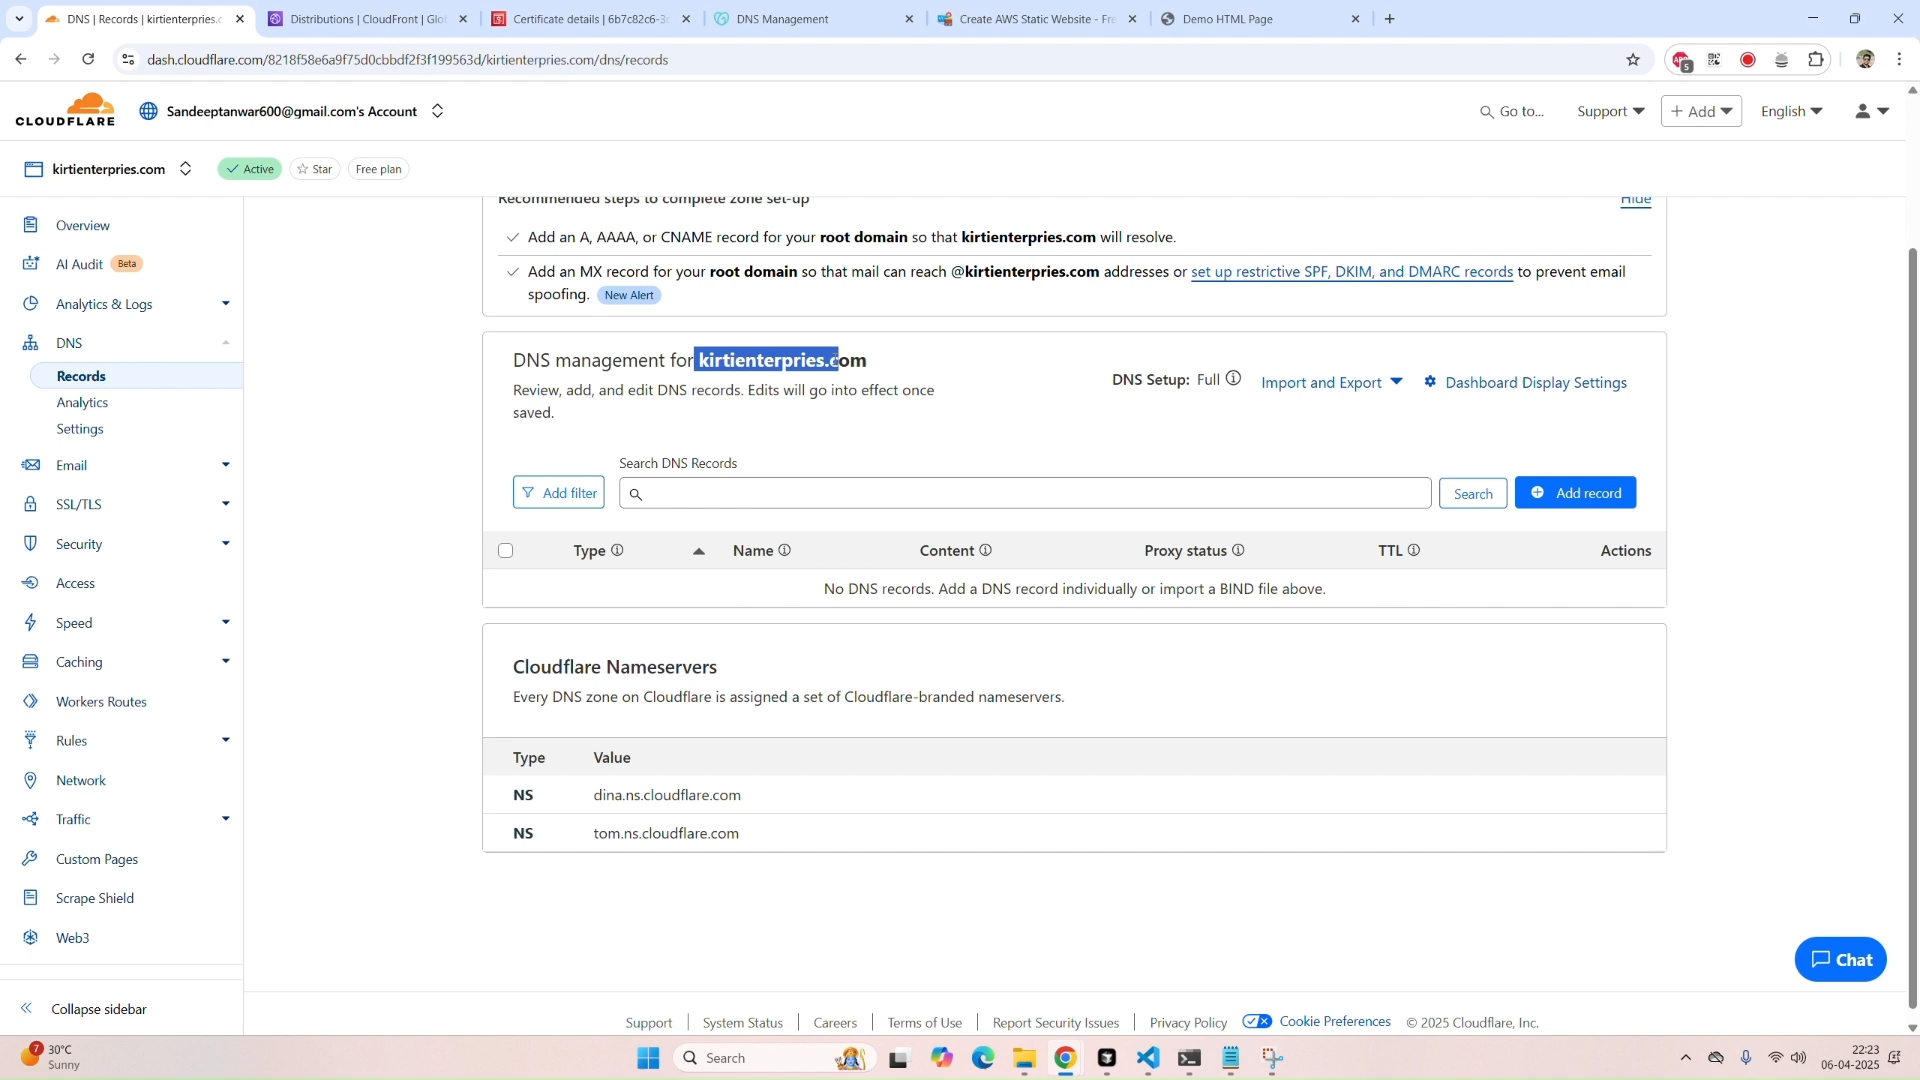 DNS | Records | kirtienterpries.c
Distributions | CloudFront | Glo
Certificate details | 6b7c82c6-3
DNS Management
Create AWS Static Website - Fre
Demo HTML Page
dash.cloudflare.com/8218f58e6a9f75d0cbbdf2f3f199563d/kirtienterpries.com/dns/records
5
CLOUDFLARE
Sandeeptanwar600@gmail.com's Account
Go to...
Support
+ Add
English
kirtienterpries.com
Active
Star
Free plan
Overview
AI Audit Beta
Analytics & Logs
DNS
Records
Analytics
Settings
Email
SSL/TLS
Security
Access
Speed
Caching
Workers Routes
Rules
Network
Traffic
Custom Pages
Scrape Shield
Web3
Collapse sidebar
Recommended steps to complete zone set-up
Hide
Add an A, AAAA, or CNAME record for your root domain so that kirtienterpries.com will resolve.
Add an MX record for your root domain so that mail can reach @kirtienterpries.com addresses or set up restrictive SPF, DKIM, and DMARC records to prevent email
spoofing. New Alert
DNS management for kirtienterpries.com
Review, add, and edit DNS records. Edits will go into effect once
saved.
DNS Setup: Full
Import and Export
Dashboard Display Settings
Search DNS Records
Add filter
Search
Add record
Type
Name
Content
Proxy status
TTL
Actions
No DNS records. Add a DNS record individually or import a BIND file above.
Cloudflare Nameservers
Every DNS zone on Cloudflare is assigned a set of Cloudflare-branded nameservers.
Type Value
NS dina.ns.cloudflare.com
NS tom.ns.cloudflare.com
Chat
Support
System Status
Careers
Terms of Use
Report Security Issues
Privacy Policy
Cookie Preferences
© 2025 Cloudflare, Inc.
7
30°C
Sunny
Search
22:23
06-04-2025